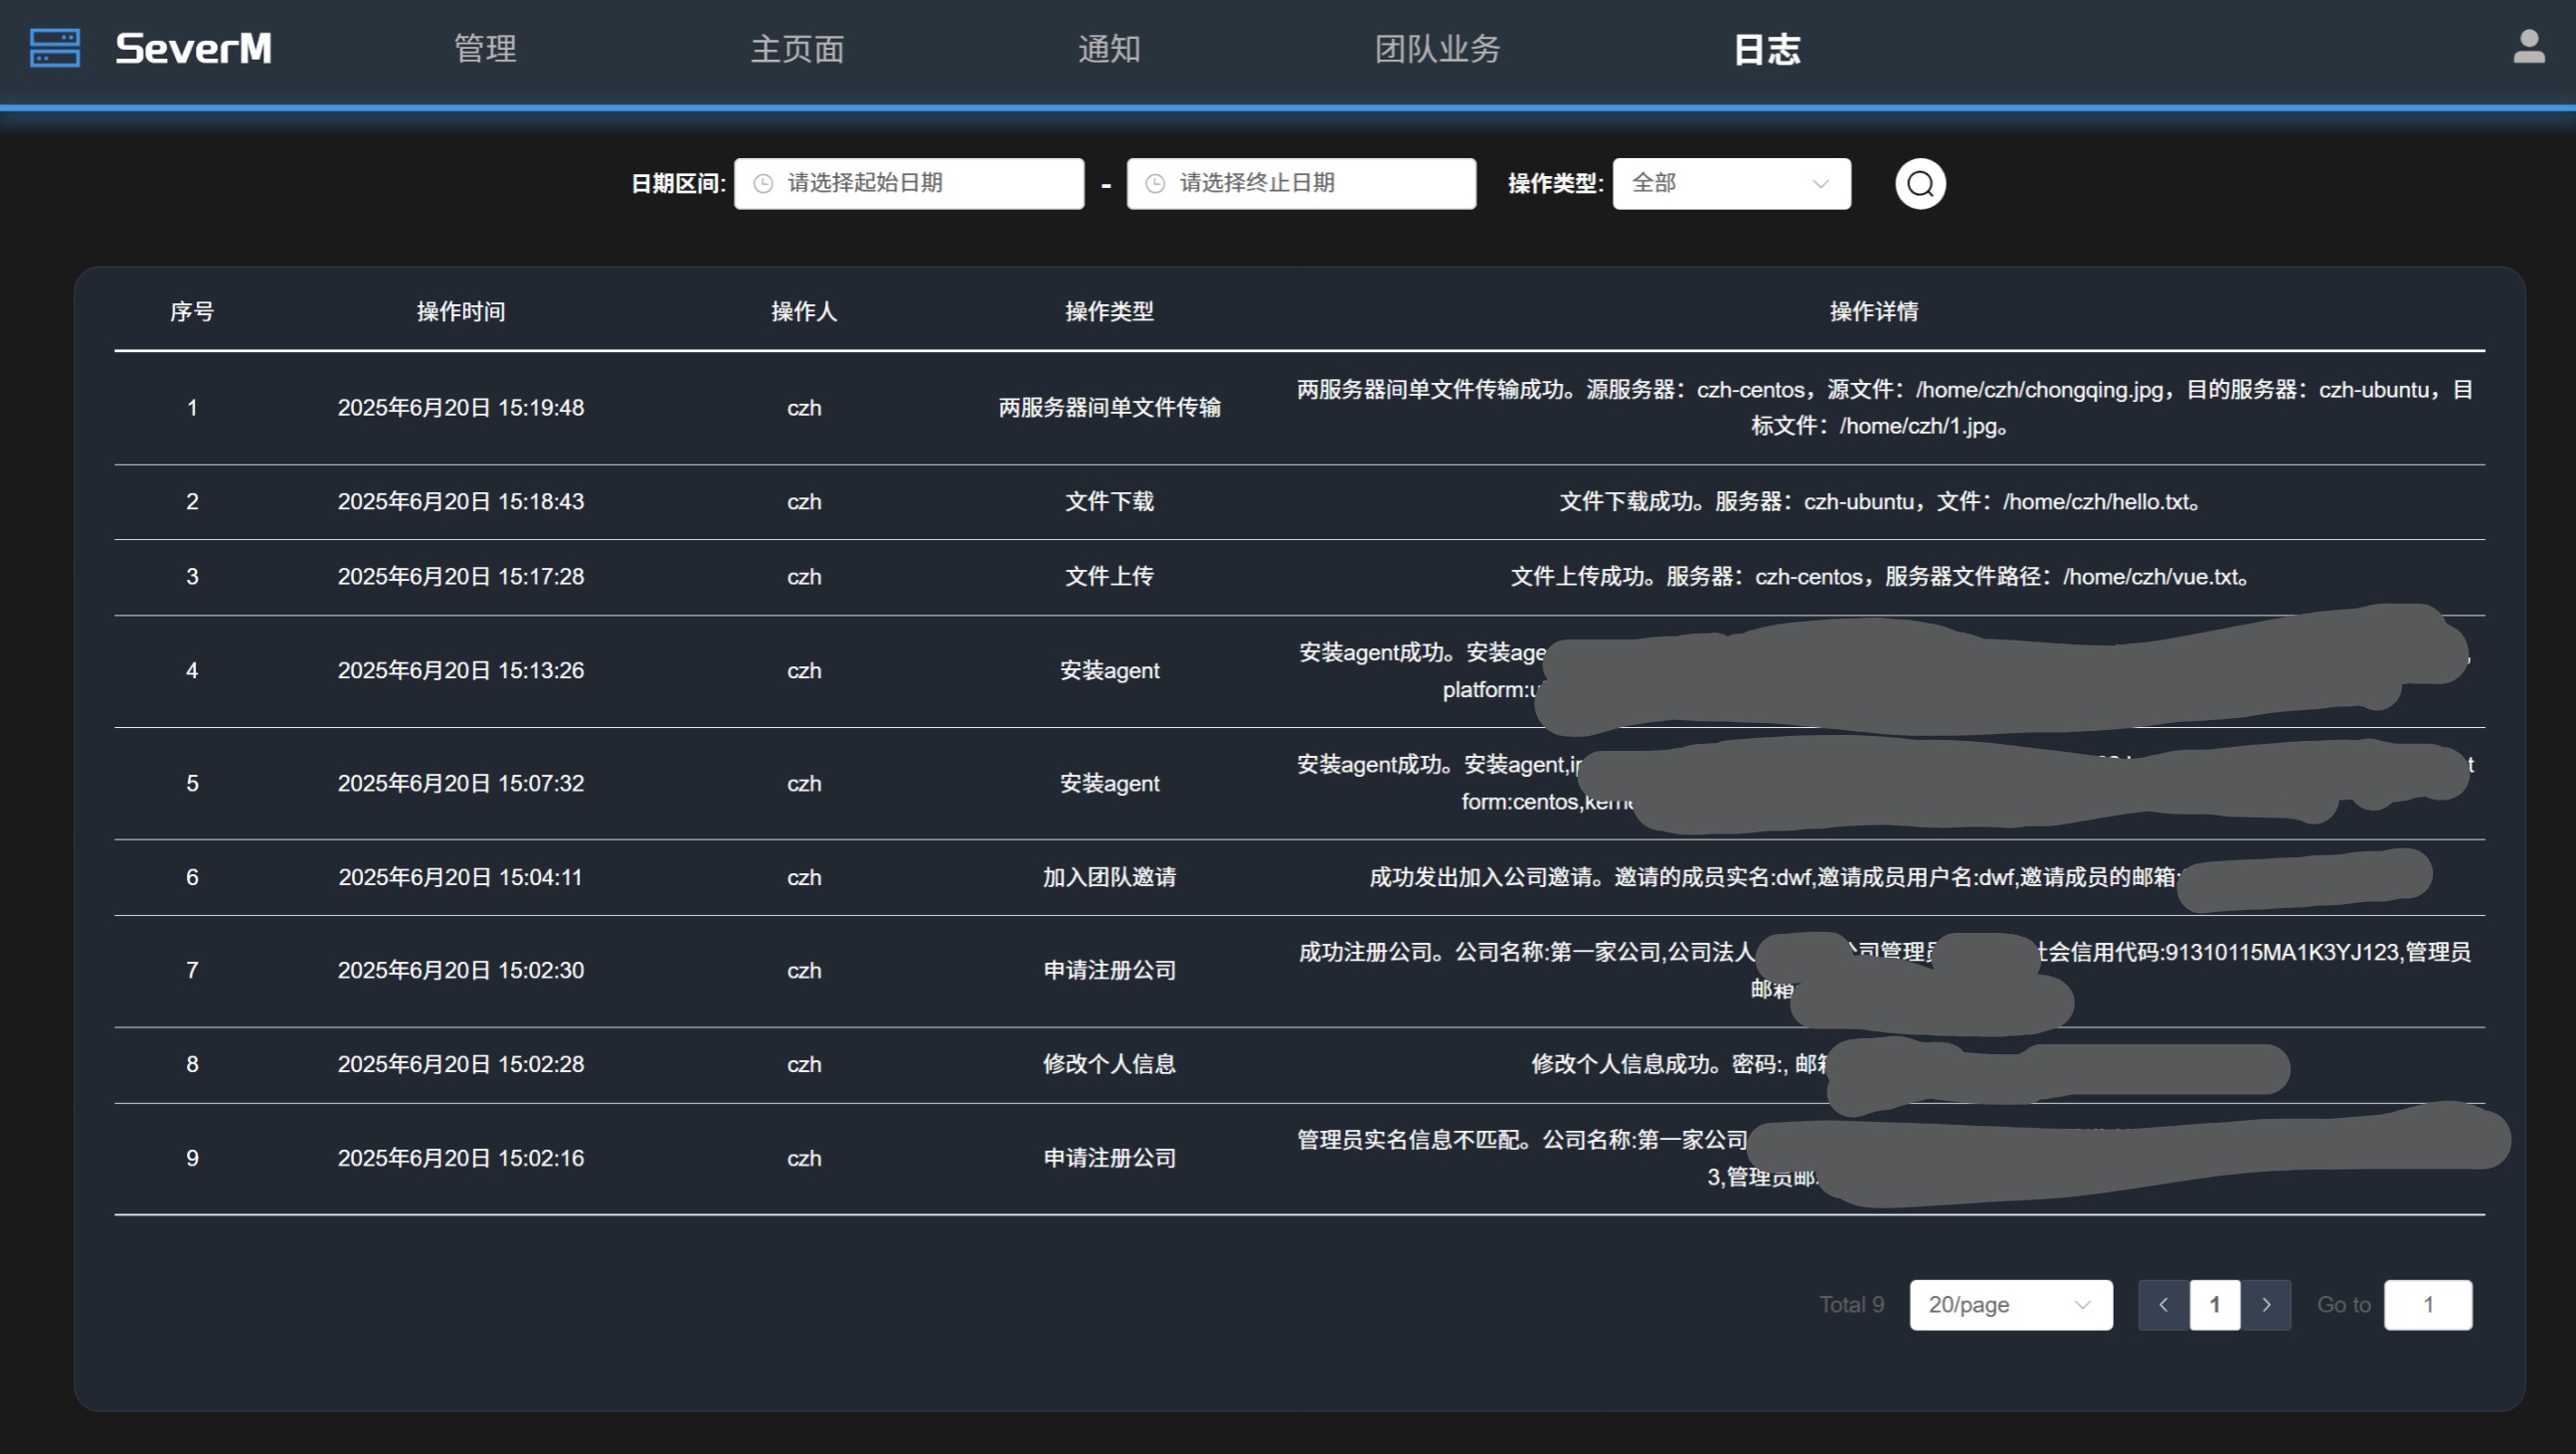 SeverM 管理 主页面 通知 团队业务 日志
日期区间: 请选择起始日期 - 请选择终止日期 操作类型: 全部
序号 操作时间 操作人 操作类型 操作详情
1 2025年6月20日 15:19:48 czh 两服务器间单文件传输 两服务器间单文件传输成功。源服务器：czh-centos，源文件：/home/czh/chongqing.jpg，目的服务器：czh-ubuntu，目
标文件：/home/czh/1.jpg。
2 2025年6月20日 15:18:43 czh 文件下载 文件下载成功。服务器：czh-ubuntu，文件：/home/czh/hello.txt。
3 2025年6月20日 15:17:28 czh 文件上传 文件上传成功。服务器：czh-centos，服务器文件路径：/home/czh/vue.txt。
4 2025年6月20日 15:13:26 czh 安装agent 安装agent成功。安装age
platform:u
5 2025年6月20日 15:07:32 czh 安装agent 安装agent成功。安装agent,ip t
form:centos,kerne
6 2025年6月20日 15:04:11 czh 加入团队邀请 成功发出加入公司邀请。邀请的成员实名:dwf,邀请成员用户名:dwf,邀请成员的邮箱:
7 2025年6月20日 15:02:30 czh 申请注册公司 成功注册公司。公司名称:第一家公司,公司法人 公司管理员 社会信用代码:91310115MA1K3YJ123,管理员
邮箱
8 2025年6月20日 15:02:28 czh 修改个人信息 修改个人信息成功。密码:, 邮箱
9 2025年6月20日 15:02:16 czh 申请注册公司 管理员实名信息不匹配。公司名称:第一家公司
3,管理员邮
Total 9 20/page 1 Go to 1